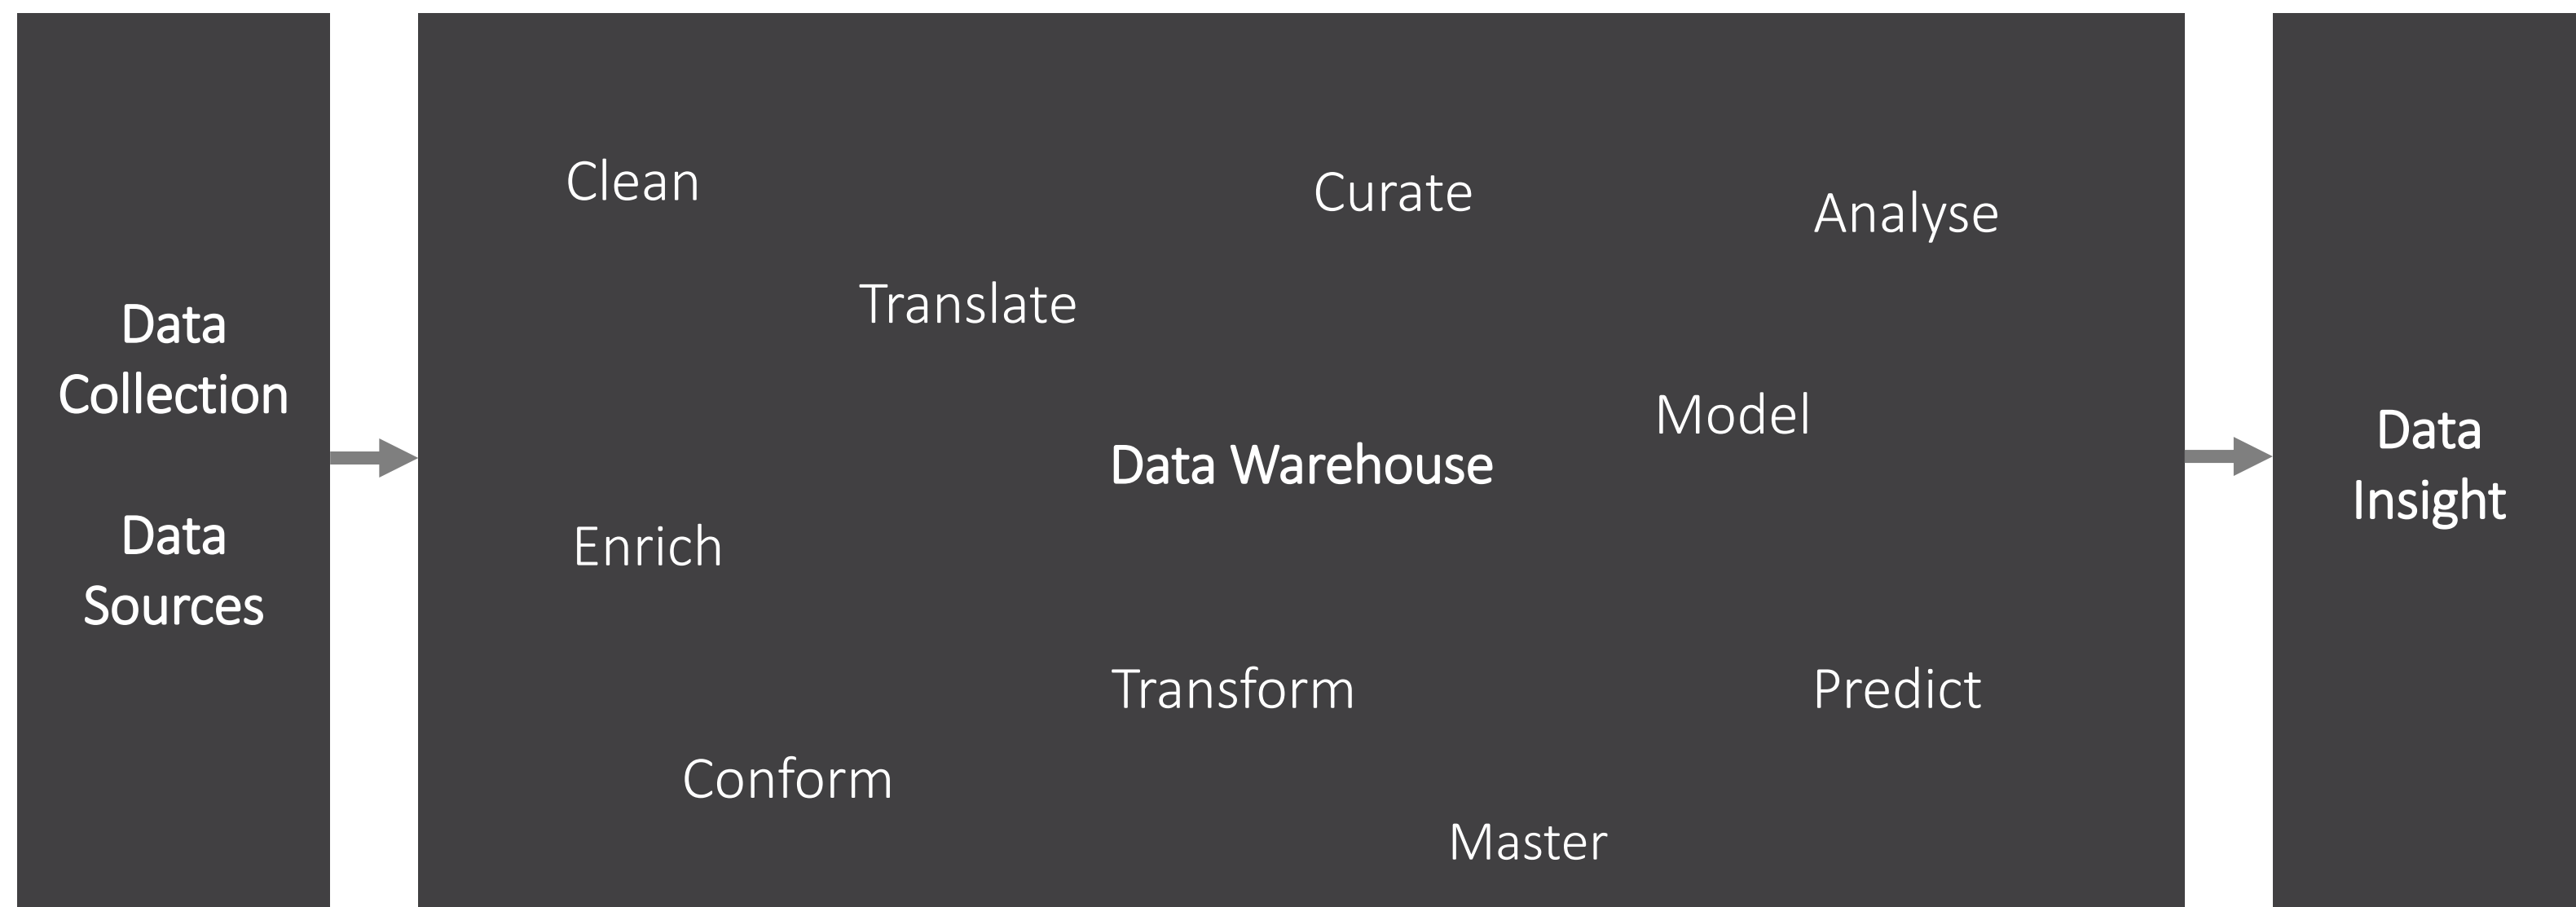 Data
Collection
Data
Sources
Clean
Curate
Analyse
Translate
Model
Data Warehouse
Enrich
Transform
Predict
Conform
Master
Data
Insight